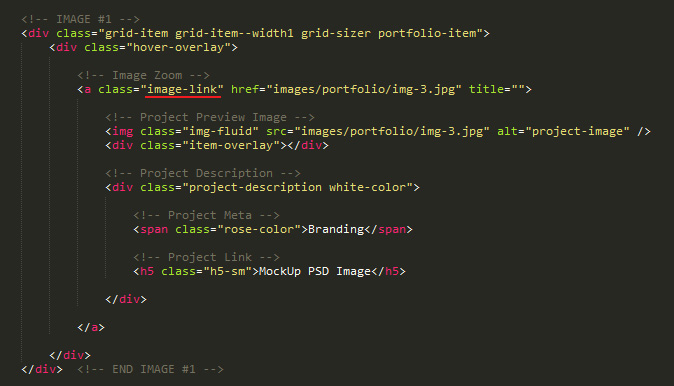 <!-- IMAGE #1 -->
<div class="grid-item grid-item--width1 grid-sizer portfolio-item">
<div class="hover-overlay">
<!-- Image Zoom -->
<a class="image-link" href="images/portfolio/img-3.jpg" title="">
<!-- Project Preview Image -->
<img class="img-fluid" src="images/portfolio/img-3.jpg" alt="project-image" />
<div class="item-overlay"></div>
<!-- Project Description -->
<div class="project-description white-color">
<!-- Project Meta -->
<span class="rose-color">Branding</span>
<!-- Project Link -->
<h5 class="h5-sm">MockUp PSD Image</h5>
</div>
</a>
</div>
</div> <!-- END IMAGE #1 -->